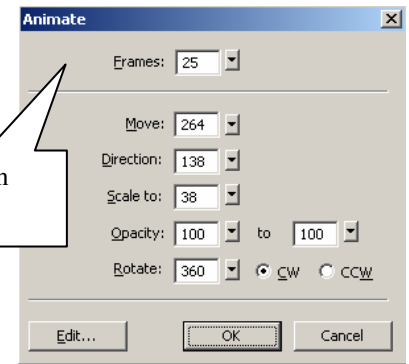 Animate
Frames: 25
Move: 264
n
Direction: 138
Scale to: 38
Opacity: 100 to 100
Rotate: 360 CW CCW
Edit... OK Cancel